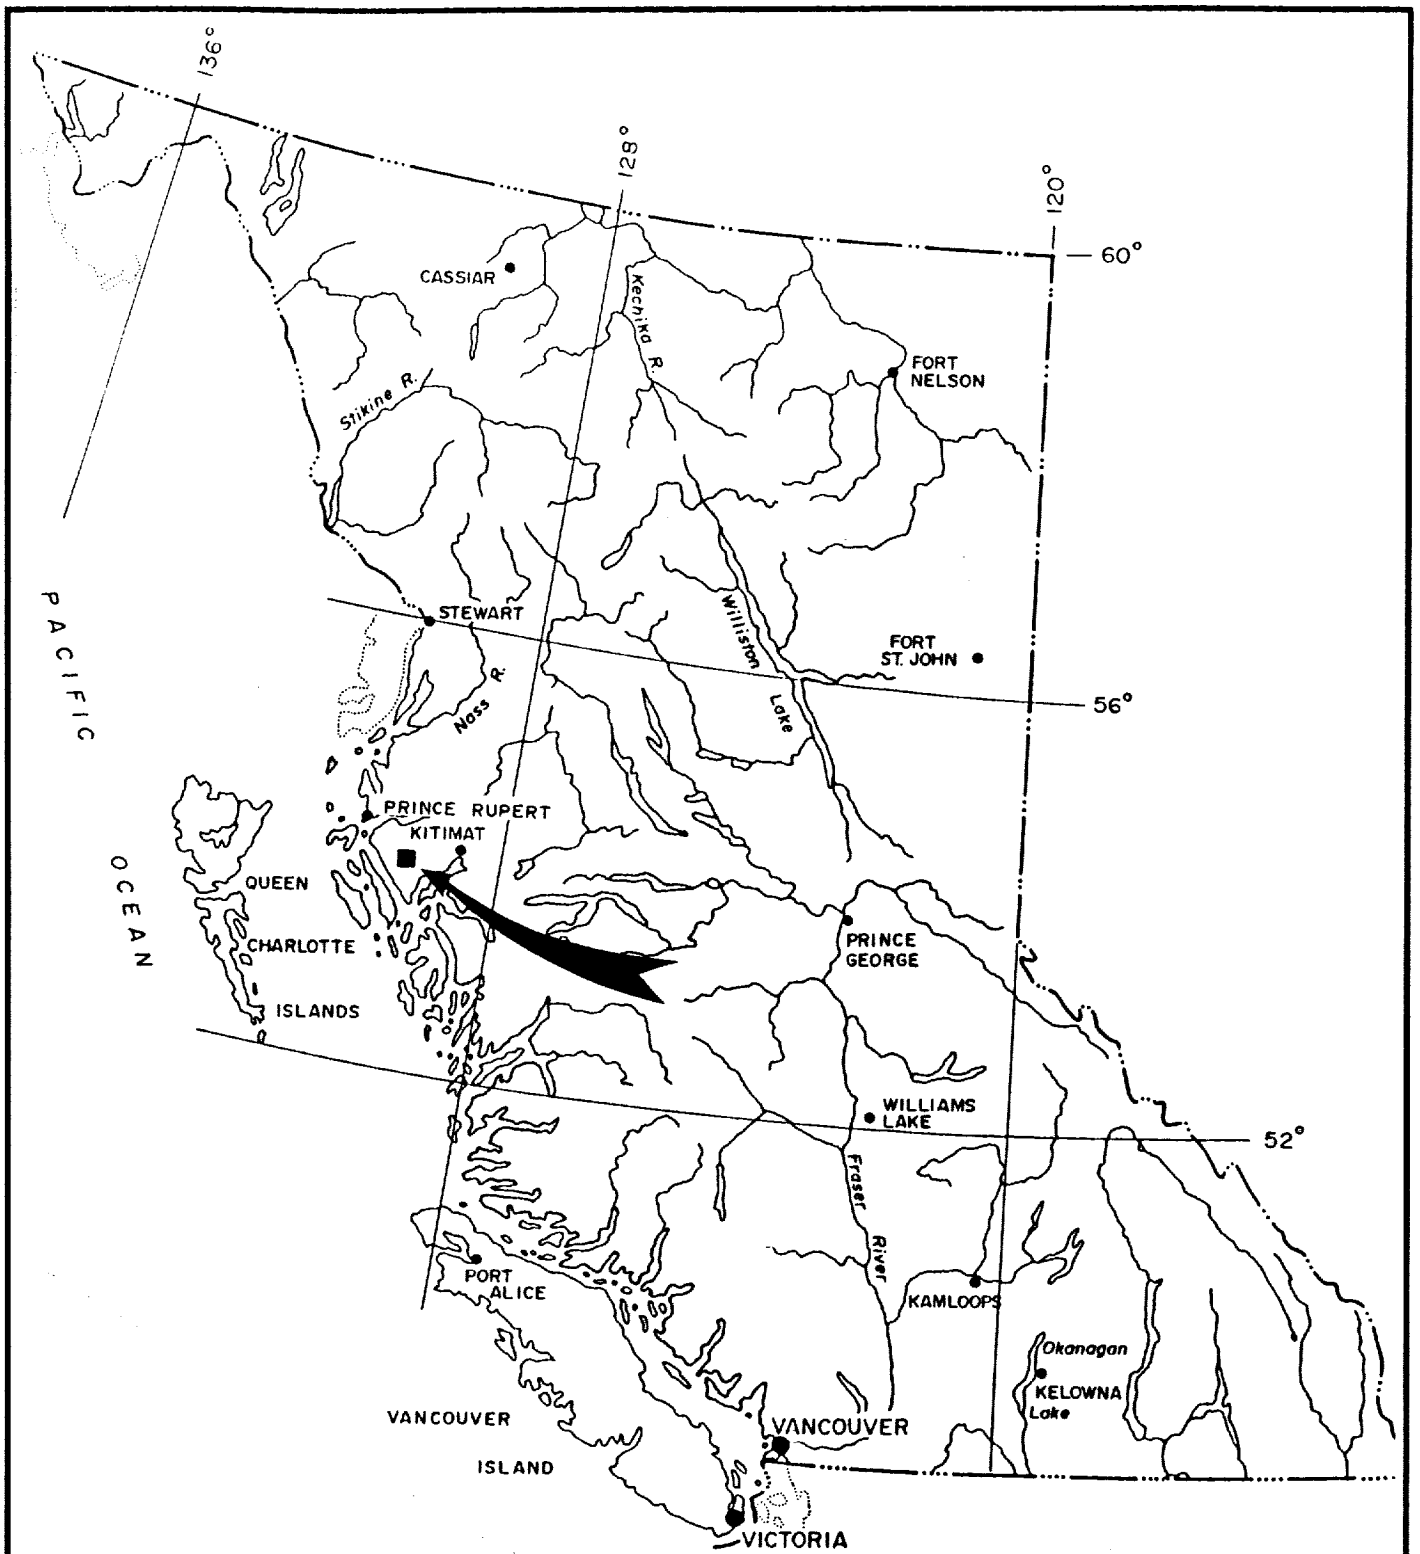 136°
128°
120°
60°
CASSIAR
Kechika R.
FORT
NELSON
Stikine R.
PACIFIC
OCEAN
STEWART
Williston
Lake
FORT
ST. JOHN
Nass R.
56°
PRINCE RUPERT
KITIMAT
QUEEN
CHARLOTTE
ISLANDS
PRINCE
GEORGE
WILLIAMS
LAKE
52°
Fraser
River
PORT
ALICE
KAMLOOPS
Okanagan
KELOWNA
Lake
VANCOUVER
ISLAND
VANCOUVER
VICTORIA